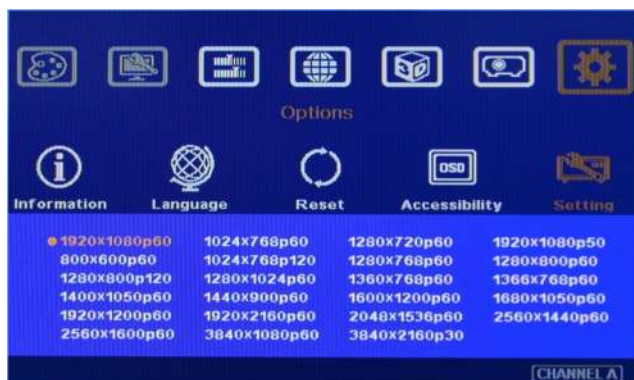 3D
Options
i
OSD
Information Language Reset Accessibility Setting
1920x1080p60 1024x768p60 1280x720p60 1920x1080p50
800x600p60 1024x768p120 1280x768p60 1280x800p60
1280x800p120 1280x1024p60 1360x768p60 1366x768p60
1400x1050p60 1440x900p60 1600x1200p60 1680x1050p60
1920x1200p60 1920x2160p60 2048x1536p60 2560x1440p60
2560x1600p60 3840x1080p60 3840x2160p30
CHANNEL A